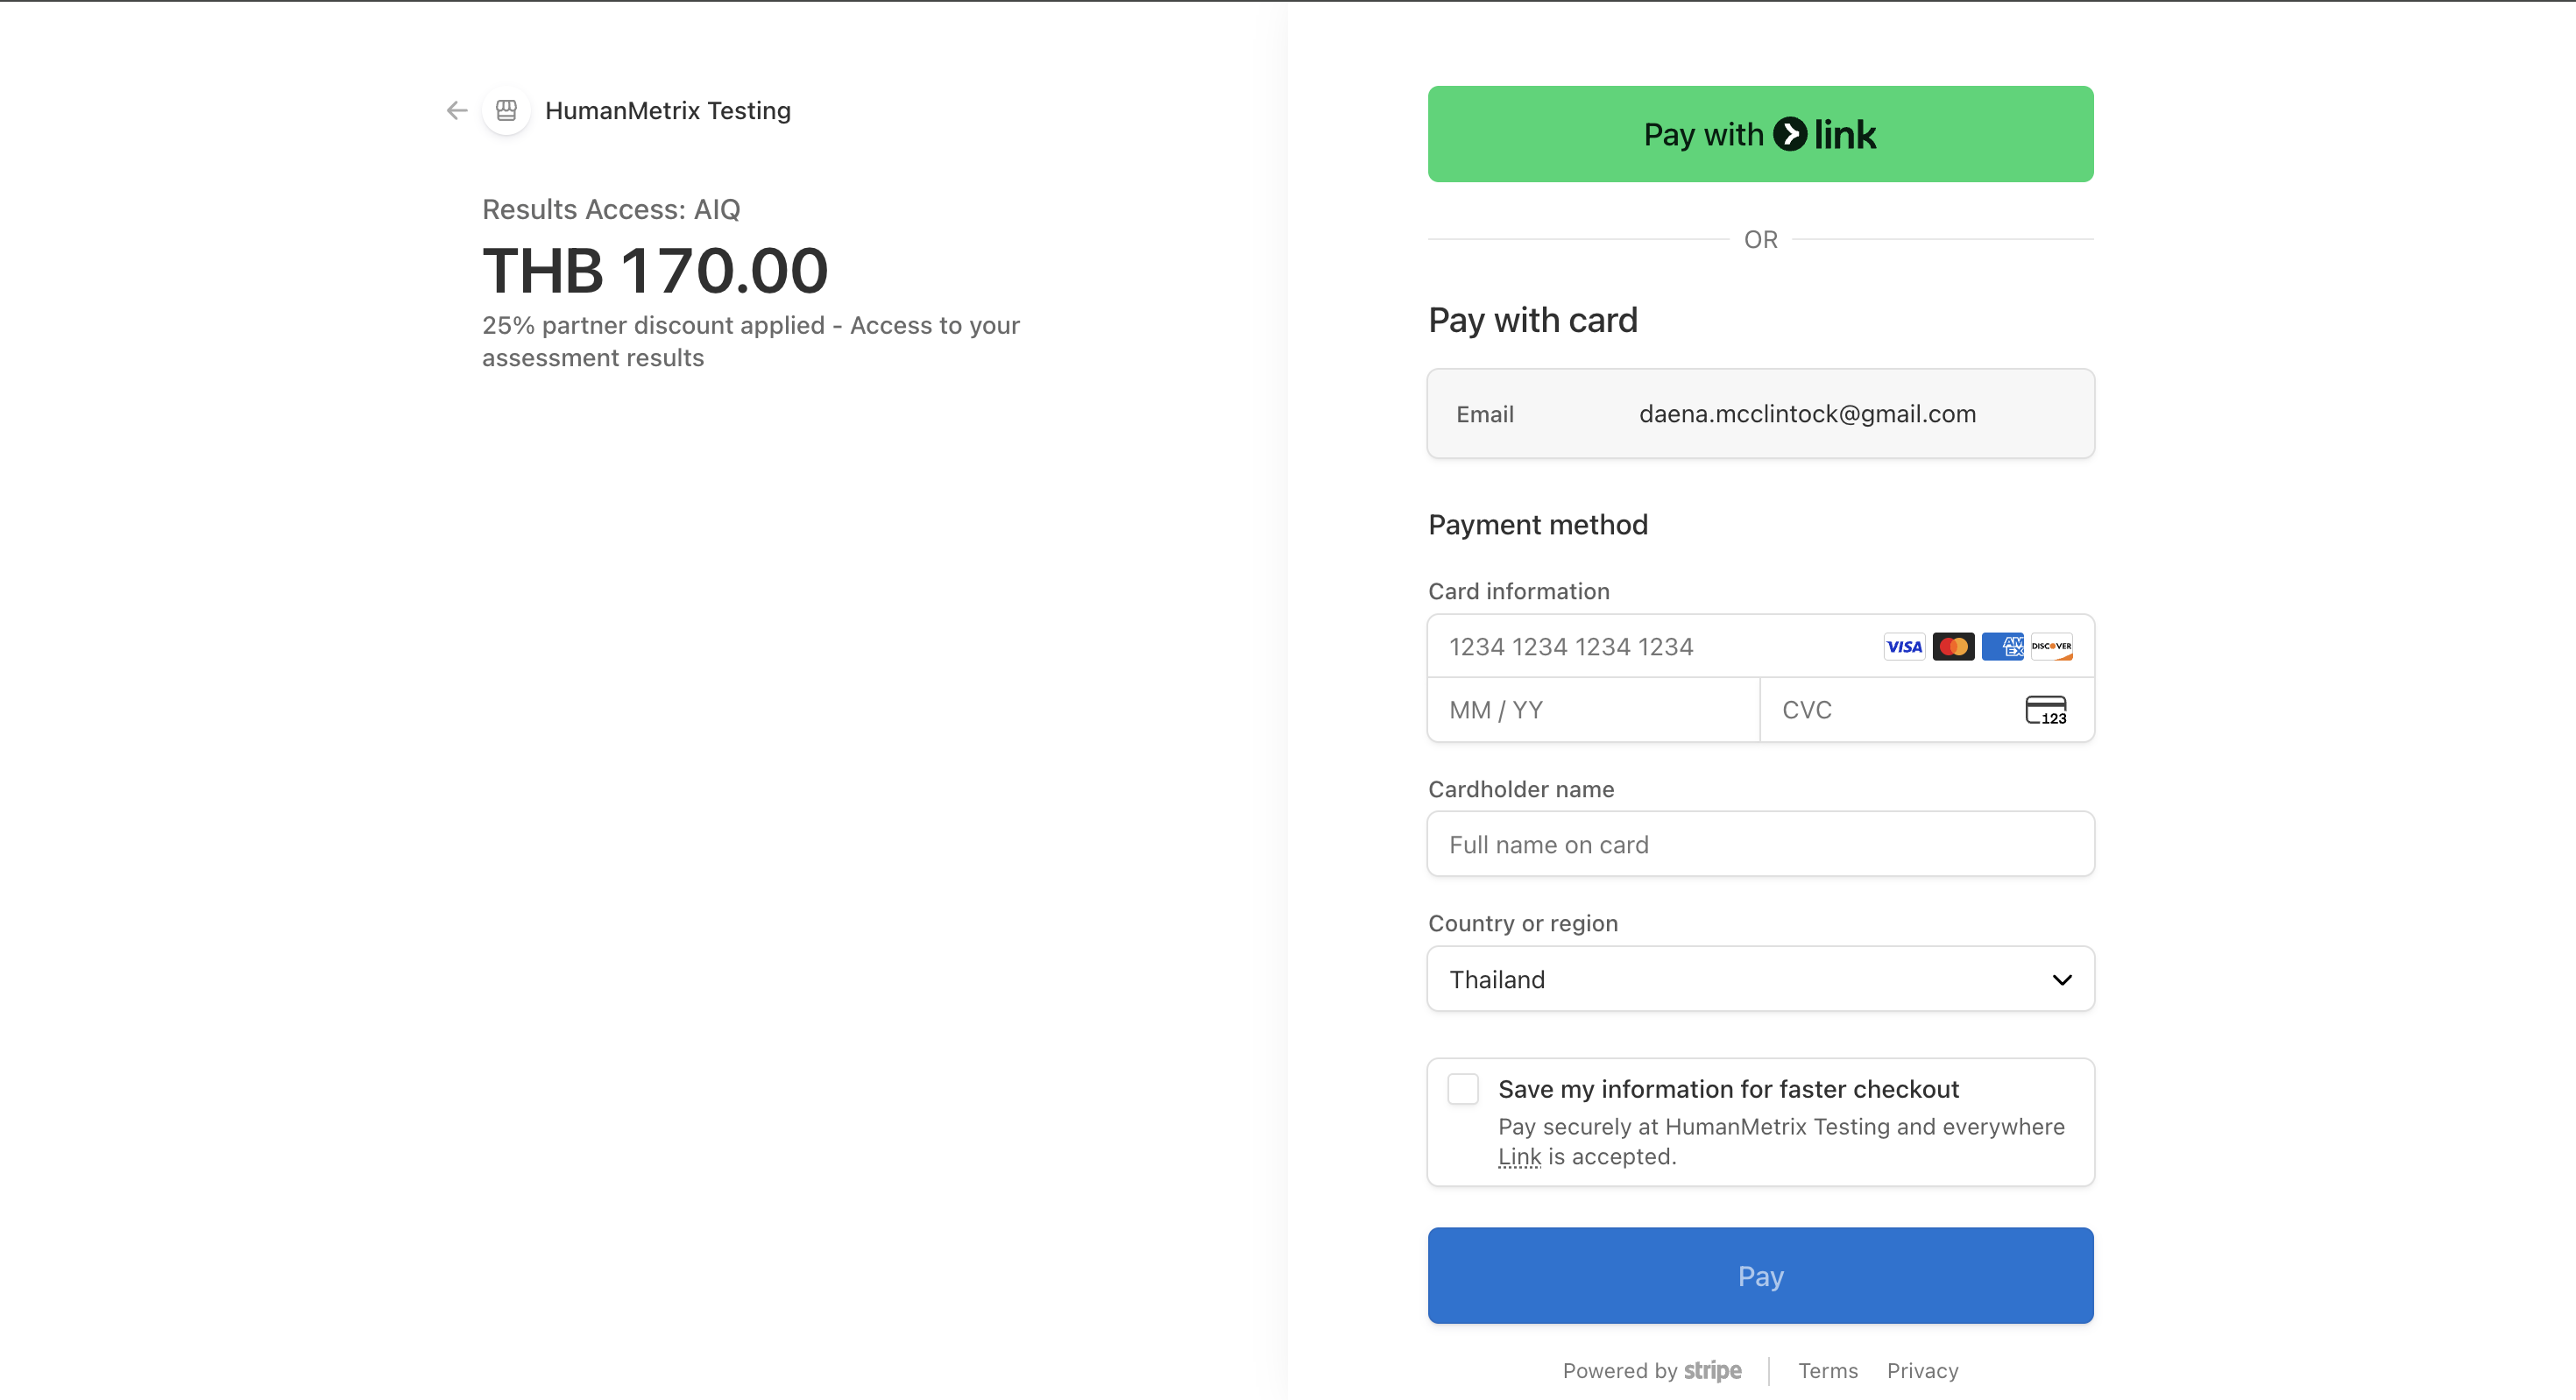 HumanMetrix Testing
Results Access: AIQ
THB 170.00
25% partner discount applied - Access to your
assessment results
Pay with link
OR
Pay with card
Email daena.mcclintock@gmail.com
Payment method
Card information
1234 1234 1234 1234 VISA AMEX DISCOVER
MM / YY CVC 123
Cardholder name
Full name on card
Country or region
Thailand
Save my information for faster checkout
Pay securely at HumanMetrix Testing and everywhere
Link is accepted.
Pay
Powered by stripe Terms Privacy